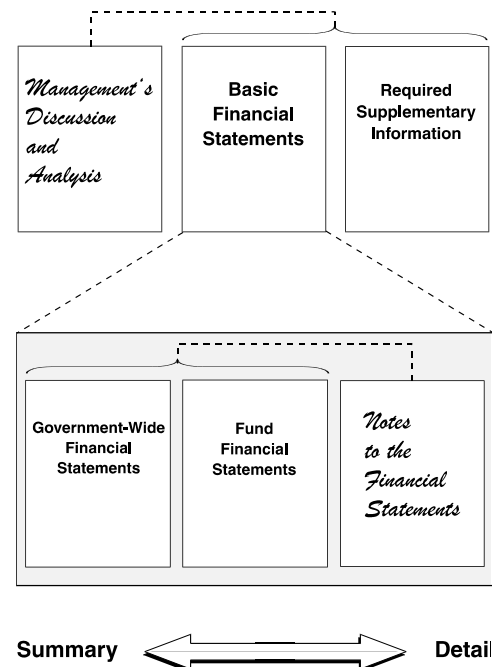 Management's
Discussion
and
Analysis
Basic
Financial
Statements
Required
Supplementary
Information
Government-Wide
Financial
Statements
Fund
Financial
Statements
Notes
to the
Financial
Statements
Summary
Detail